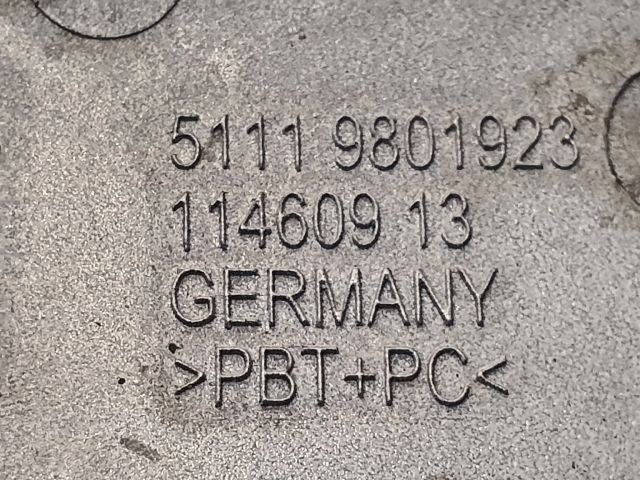 5111 9801923
114609 13
GERMANY
>PBT+PC<